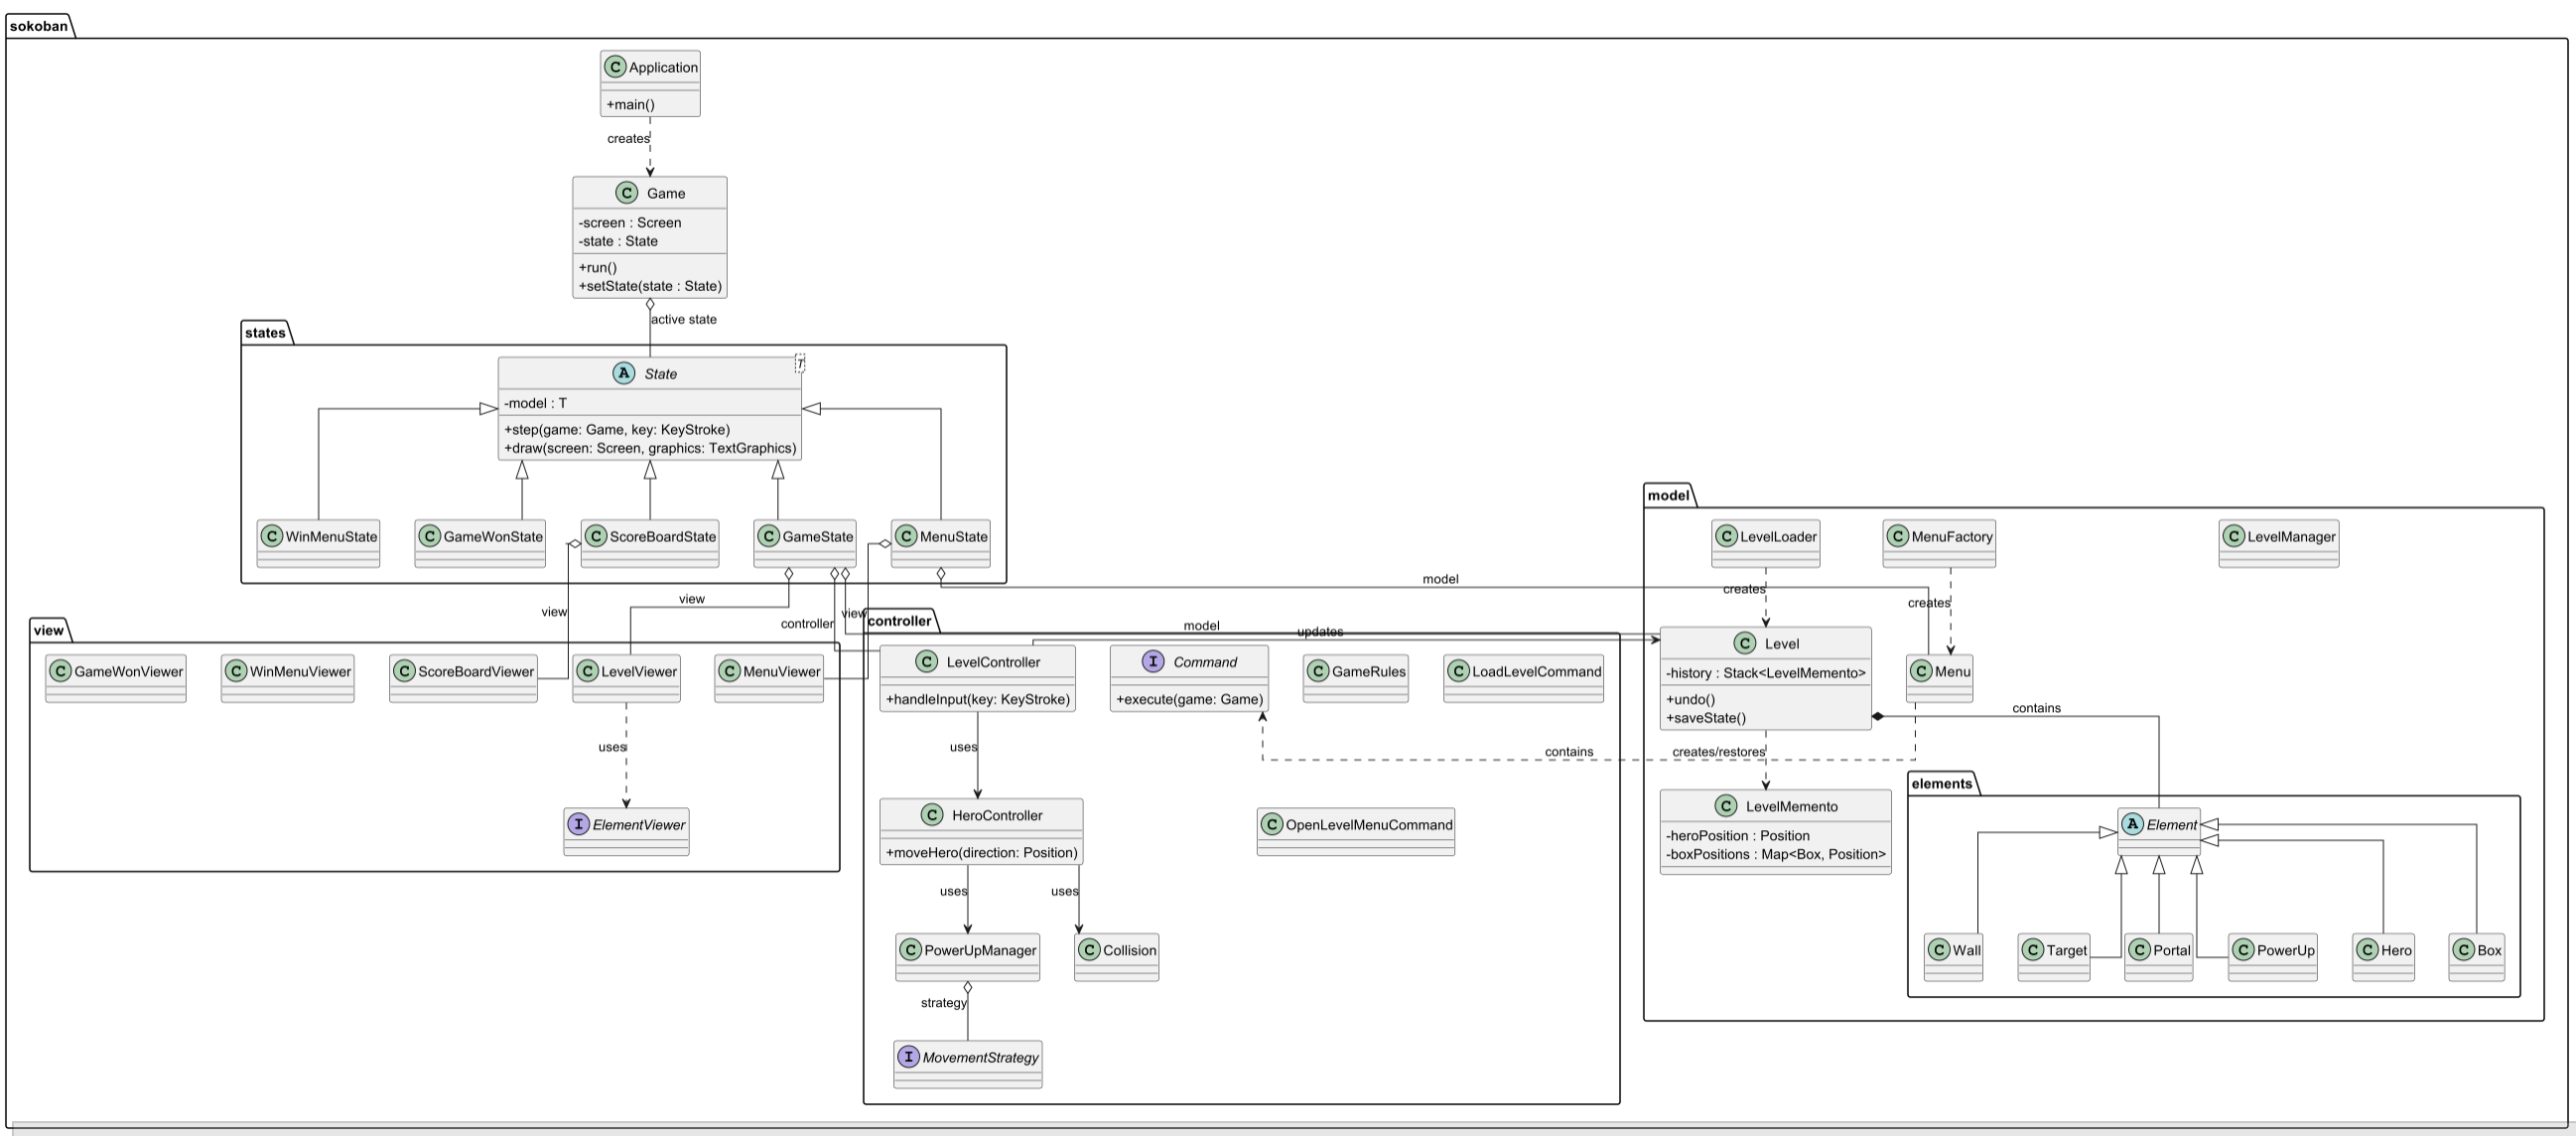 sokoban
C Application
+main()
creates
C Game
-screen : Screen
-state : State
+run()
+setState(state : State)
active state
states
A State
T
-model : T
+step(game: Game, key: KeyStroke)
+draw(screen: Screen, graphics: TextGraphics)
C WinMenuState
C GameWonState
C ScoreBoardState
C GameState
C MenuState
view
view
controller
view
model
model
updates
view
C GameWonViewer
C WinMenuViewer
C ScoreBoardViewer
C LevelViewer
C MenuViewer
uses
I ElementViewer
controller
C LevelController
+handleInput(key: KeyStroke)
I Command
+execute(game: Game)
C GameRules
C LoadLevelCommand
uses
contains
C HeroController
+moveHero(direction: Position)
C OpenLevelMenuCommand
uses
uses
C PowerUpManager
C Collision
strategy
I MovementStrategy
model
C LevelLoader
C MenuFactory
C LevelManager
creates
creates
C Level
-history : Stack<LevelMemento>
+undo()
+saveState()
C Menu
contains
creates/restores
C LevelMemento
-heroPosition : Position
-boxPositions : Map<Box, Position>
elements
A Element
C Wall
C Target
C Portal
C PowerUp
C Hero
C Box